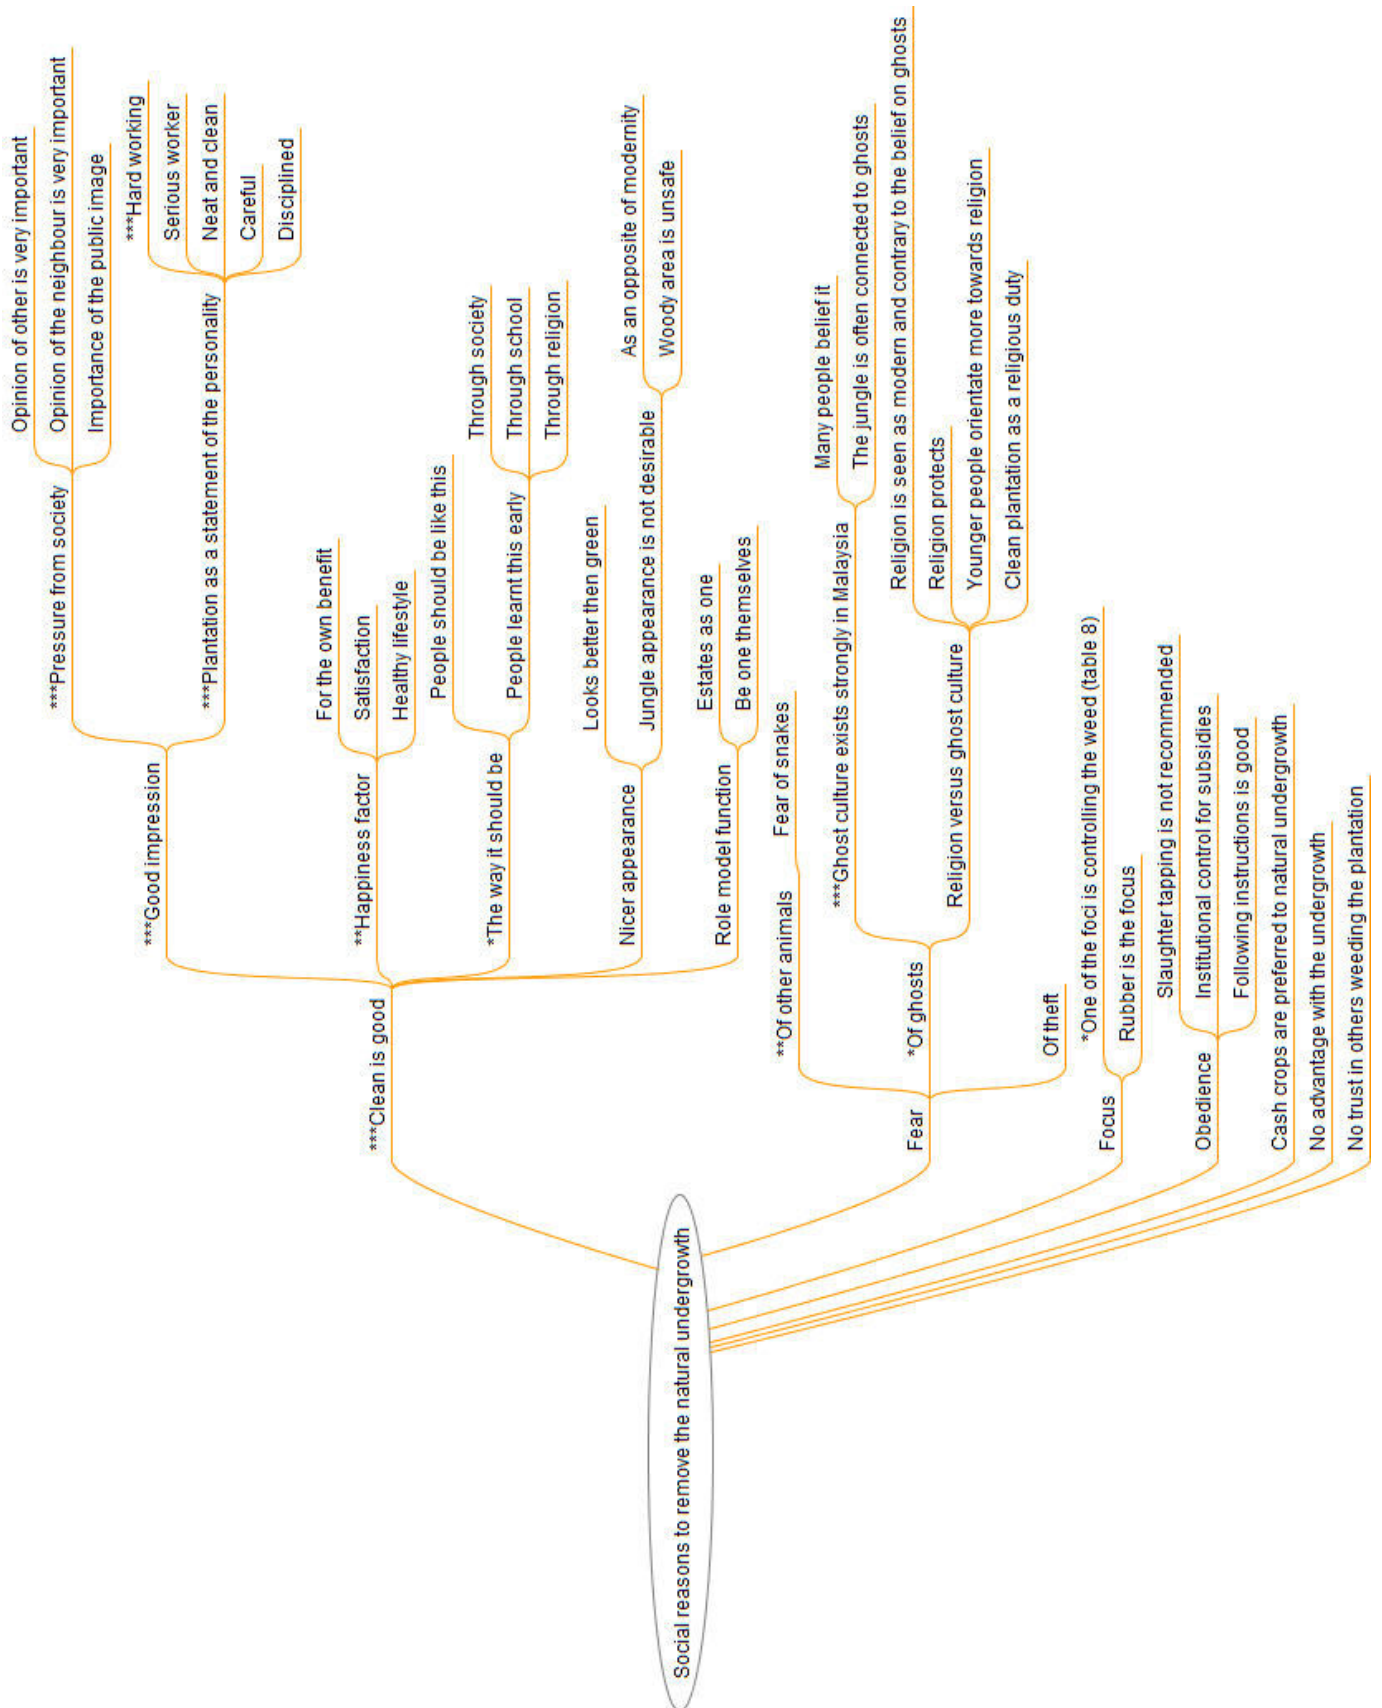 Social reasons to remove the natural undergrowth
***Clean is good
***Good impression
***Pressure from society
Opinion of other is very important
Opinion of the neighbour is very important
Importance of the public image
***Plantation as a statement of the personality
***Hard working
Serious worker
Neat and clean
Careful
Disciplined
**Happiness factor
For the own benefit
Satisfaction
Healthy lifestyle
*The way it should be
People should be like this
People learnt this early
Through society
Through school
Through religion
Nicer appearance
Looks better then green
Jungle appearance is not desirable
As an opposite of modernity
Woody area is unsafe
Role model function
Estates as one
Be one themselves
Fear
**Of other animals
Fear of snakes
*Of ghosts
***Ghost culture exists strongly in Malaysia
Many people belief it
The jungle is often connected to ghosts
Religion versus ghost culture
Religion is seen as modern and contrary to the belief on ghosts
Religion protects
Younger people orientate more towards religion
Clean plantation as a religious duty
Of theft
Focus
*One of the foci is controlling the weed (table 8)
Rubber is the focus
Obedience
Slaughter tapping is not recommended
Institutional control for subsidies
Following instructions is good
Cash crops are preferred to natural undergrowth
No advantage with the undergrowth
No trust in others weeding the plantation